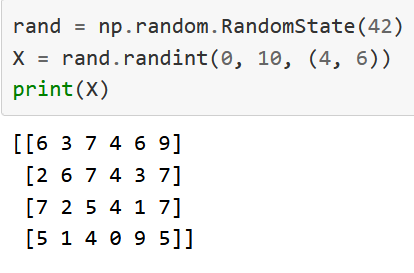 rand = np.random.RandomState(42)
X = rand.randint(0, 10, (4, 6))
print(X)
[[6 3 7 4 6 9]
 [2 6 7 4 3 7]
 [7 2 5 4 1 7]
 [5 1 4 0 9 5]]